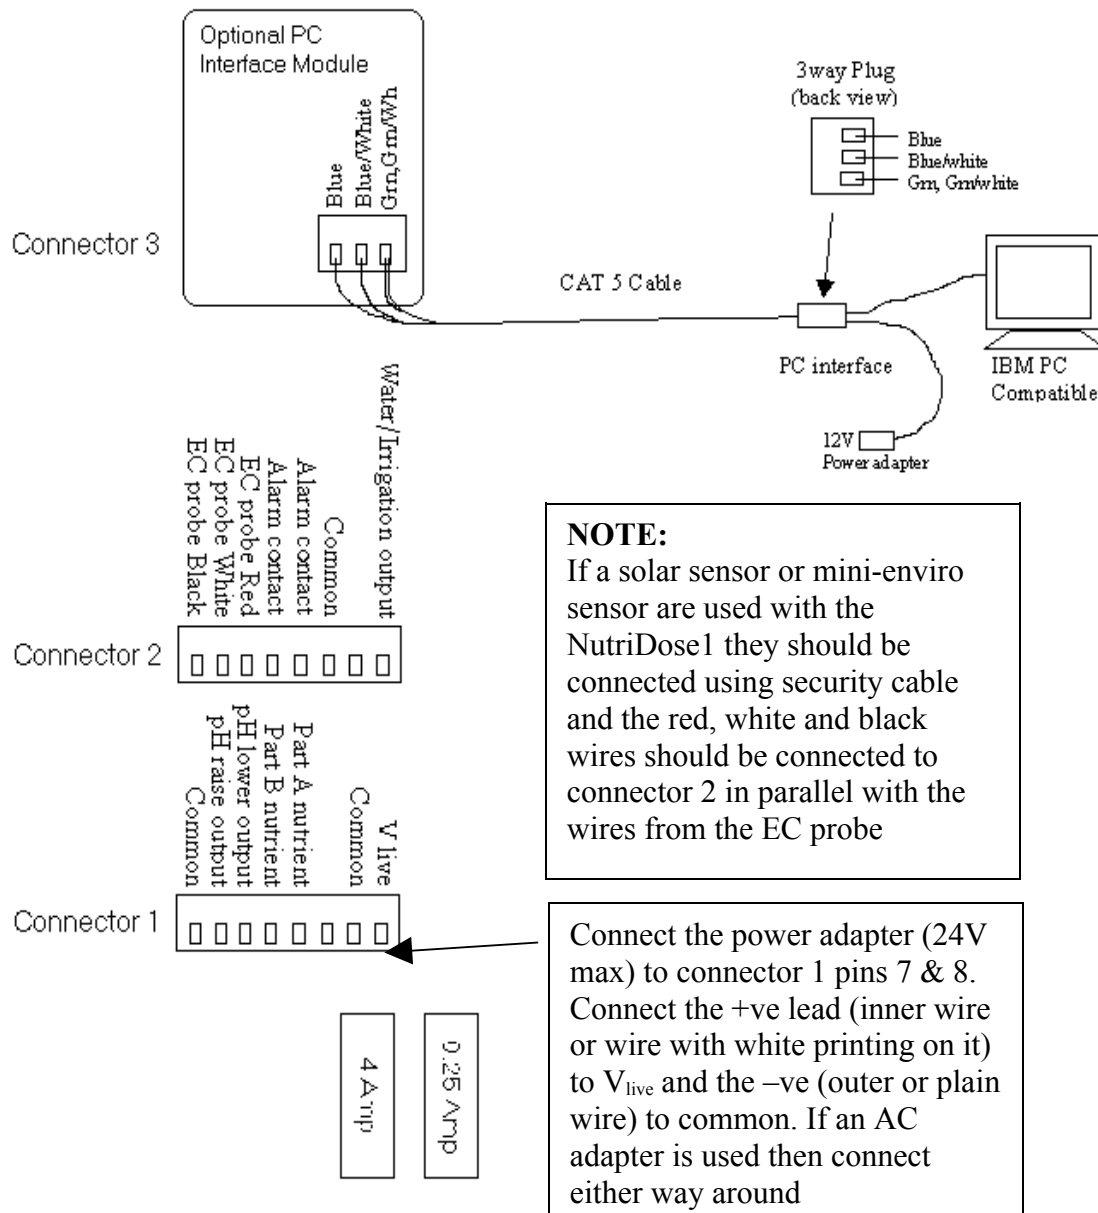 Optional PC
Interface Module
Blue
Blue/White
Grn,Grn/Wh
Connector 3
3way Plug
(back view)
Blue
Blue/white
Grn, Grn/white
CAT 5 Cable
PC interface
IBM PC
Compatible
12V
Power adapter
EC probe Black
EC probe White
EC probe Red
Alarm contact
Alarm contact
Common
Water/Irrigation output
Connector 2
NOTE:
If a solar sensor or mini-enviro
sensor are used with the
NutriDose1 they should be
connected using security cable
and the red, white and black
wires should be connected to
connector 2 in parallel with the
wires from the EC probe
Common
pH raise output
pH lower output
Part B nutrient
Part A nutrient
Common
V live
Connector 1
Connect the power adapter (24V
max) to connector 1 pins 7 & 8.
Connect the +ve lead (inner wire
or wire with white printing on it)
to Vlive and the –ve (outer or plain
wire) to common. If an AC
adapter is used then connect
either way around
4 Amp
0.25 Amp